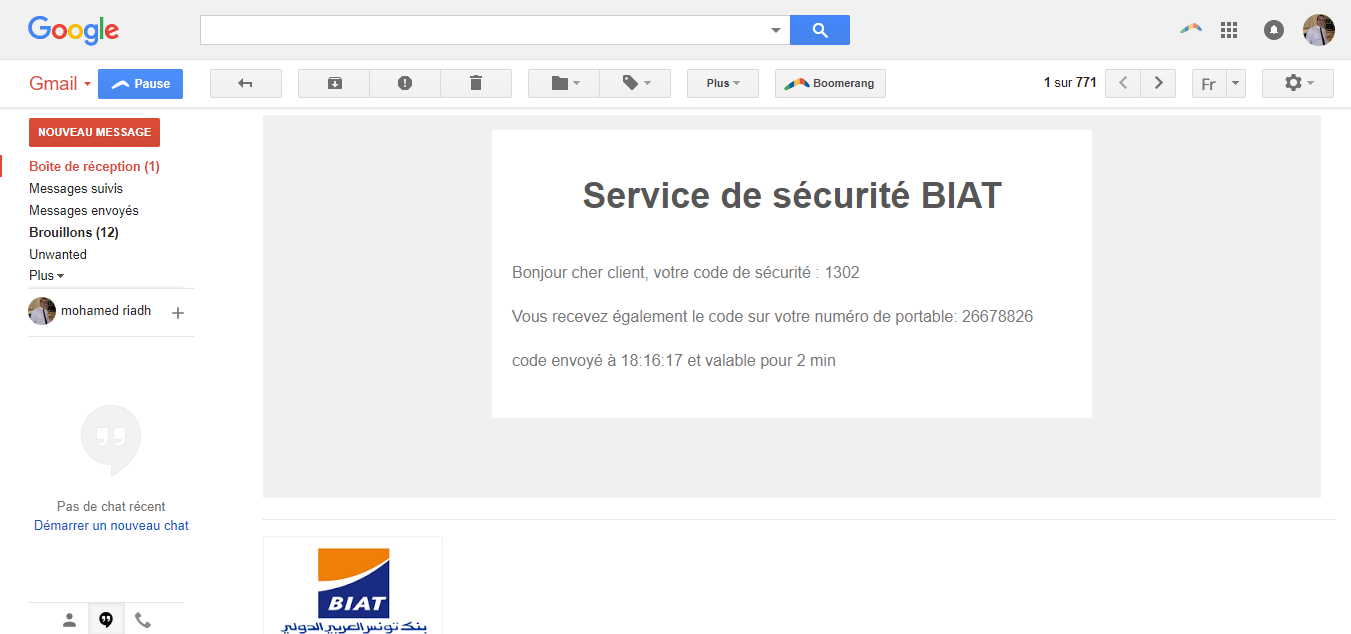 Google
Gmail
Pause
Plus
Boomerang
1 sur 771
Fr
NOUVEAU MESSAGE
Boîte de réception (1)
Messages suivis
Messages envoyés
Brouillons (12)
Unwanted
Plus
mohamed riadh
Pas de chat récent
Démarrer un nouveau chat
Service de sécurité BIAT
Bonjour cher client, votre code de sécurité : 1302
Vous recevez également le code sur votre numéro de portable: 26678826
code envoyé à 18:16:17 et valable pour 2 min
BIAT
بنك تونس العربي الدولي